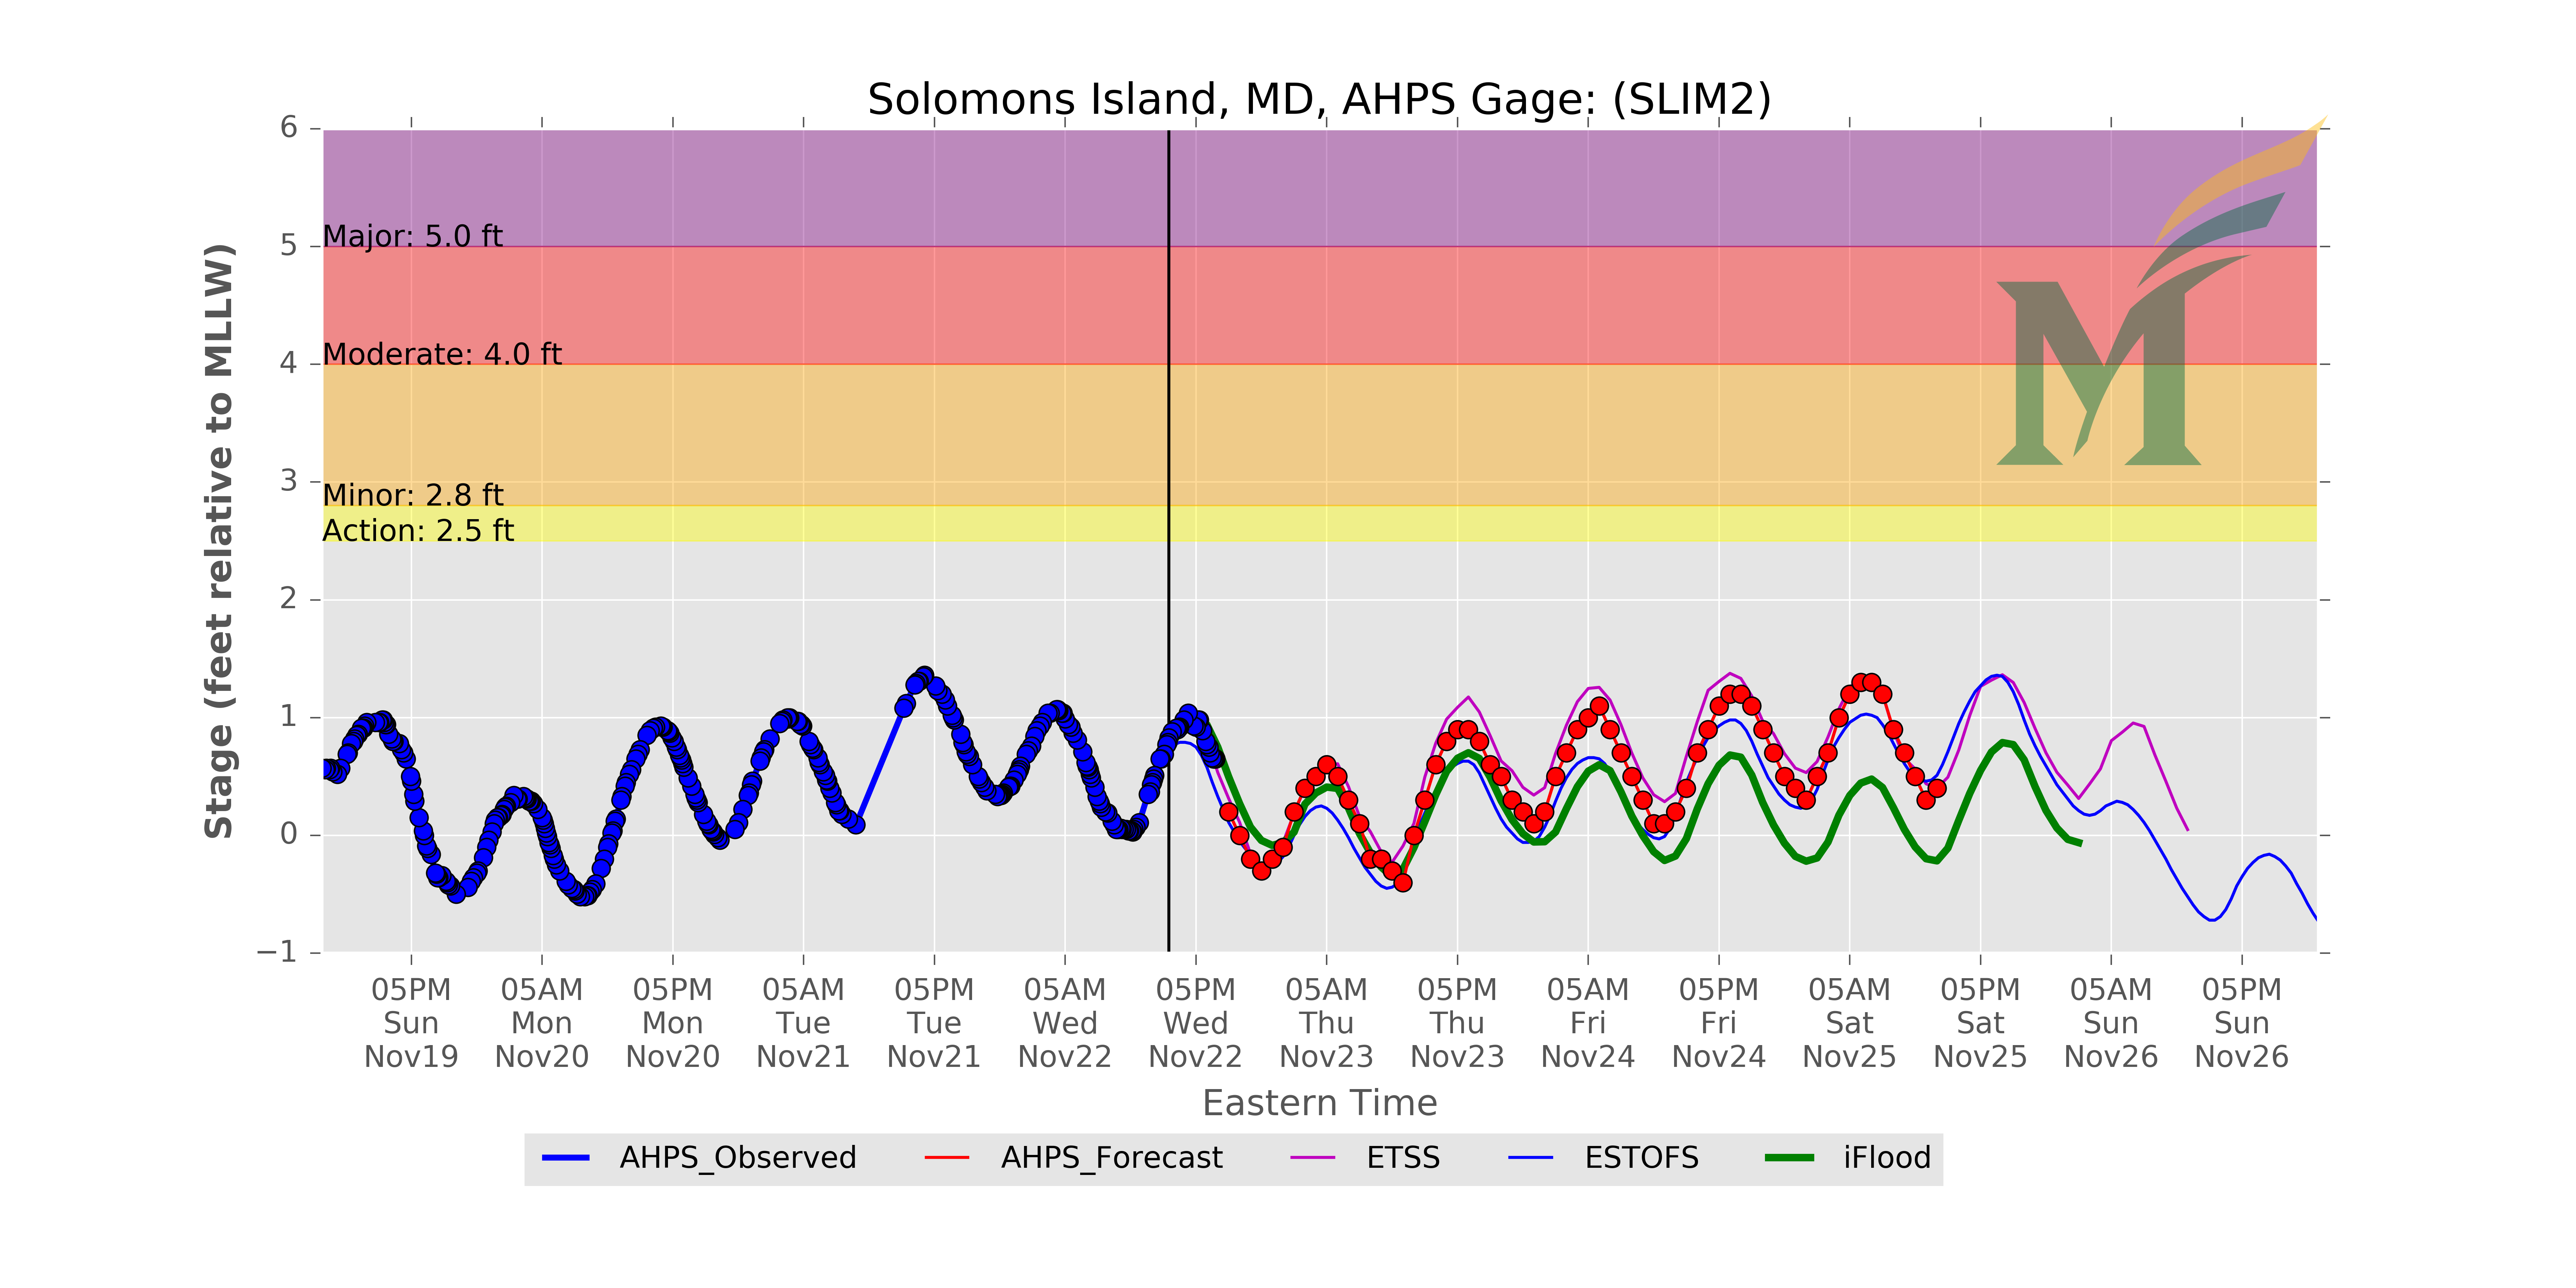 Solomons Island, MD, AHPS Gage: (SLIM2)
6
5
4
3
2
1
0
−1
Stage (feet relative to MLLW)
Major: 5.0 ft
Moderate: 4.0 ft
Minor: 2.8 ft
Action: 2.5 ft
M
05PM 05AM 05PM 05AM 05PM 05AM 05PM 05AM 05PM 05AM 05PM 05AM 05PM 05AM 05PM
Sun Mon Mon Tue Tue Wed Wed Thu Thu Fri Fri Sat Sat Sun Sun
Nov19 Nov20 Nov20 Nov21 Nov21 Nov22 Nov22 Nov23 Nov23 Nov24 Nov24 Nov25 Nov25 Nov26 Nov26
Eastern Time
AHPS_Observed AHPS_Forecast ETSS ESTOFS iFlood